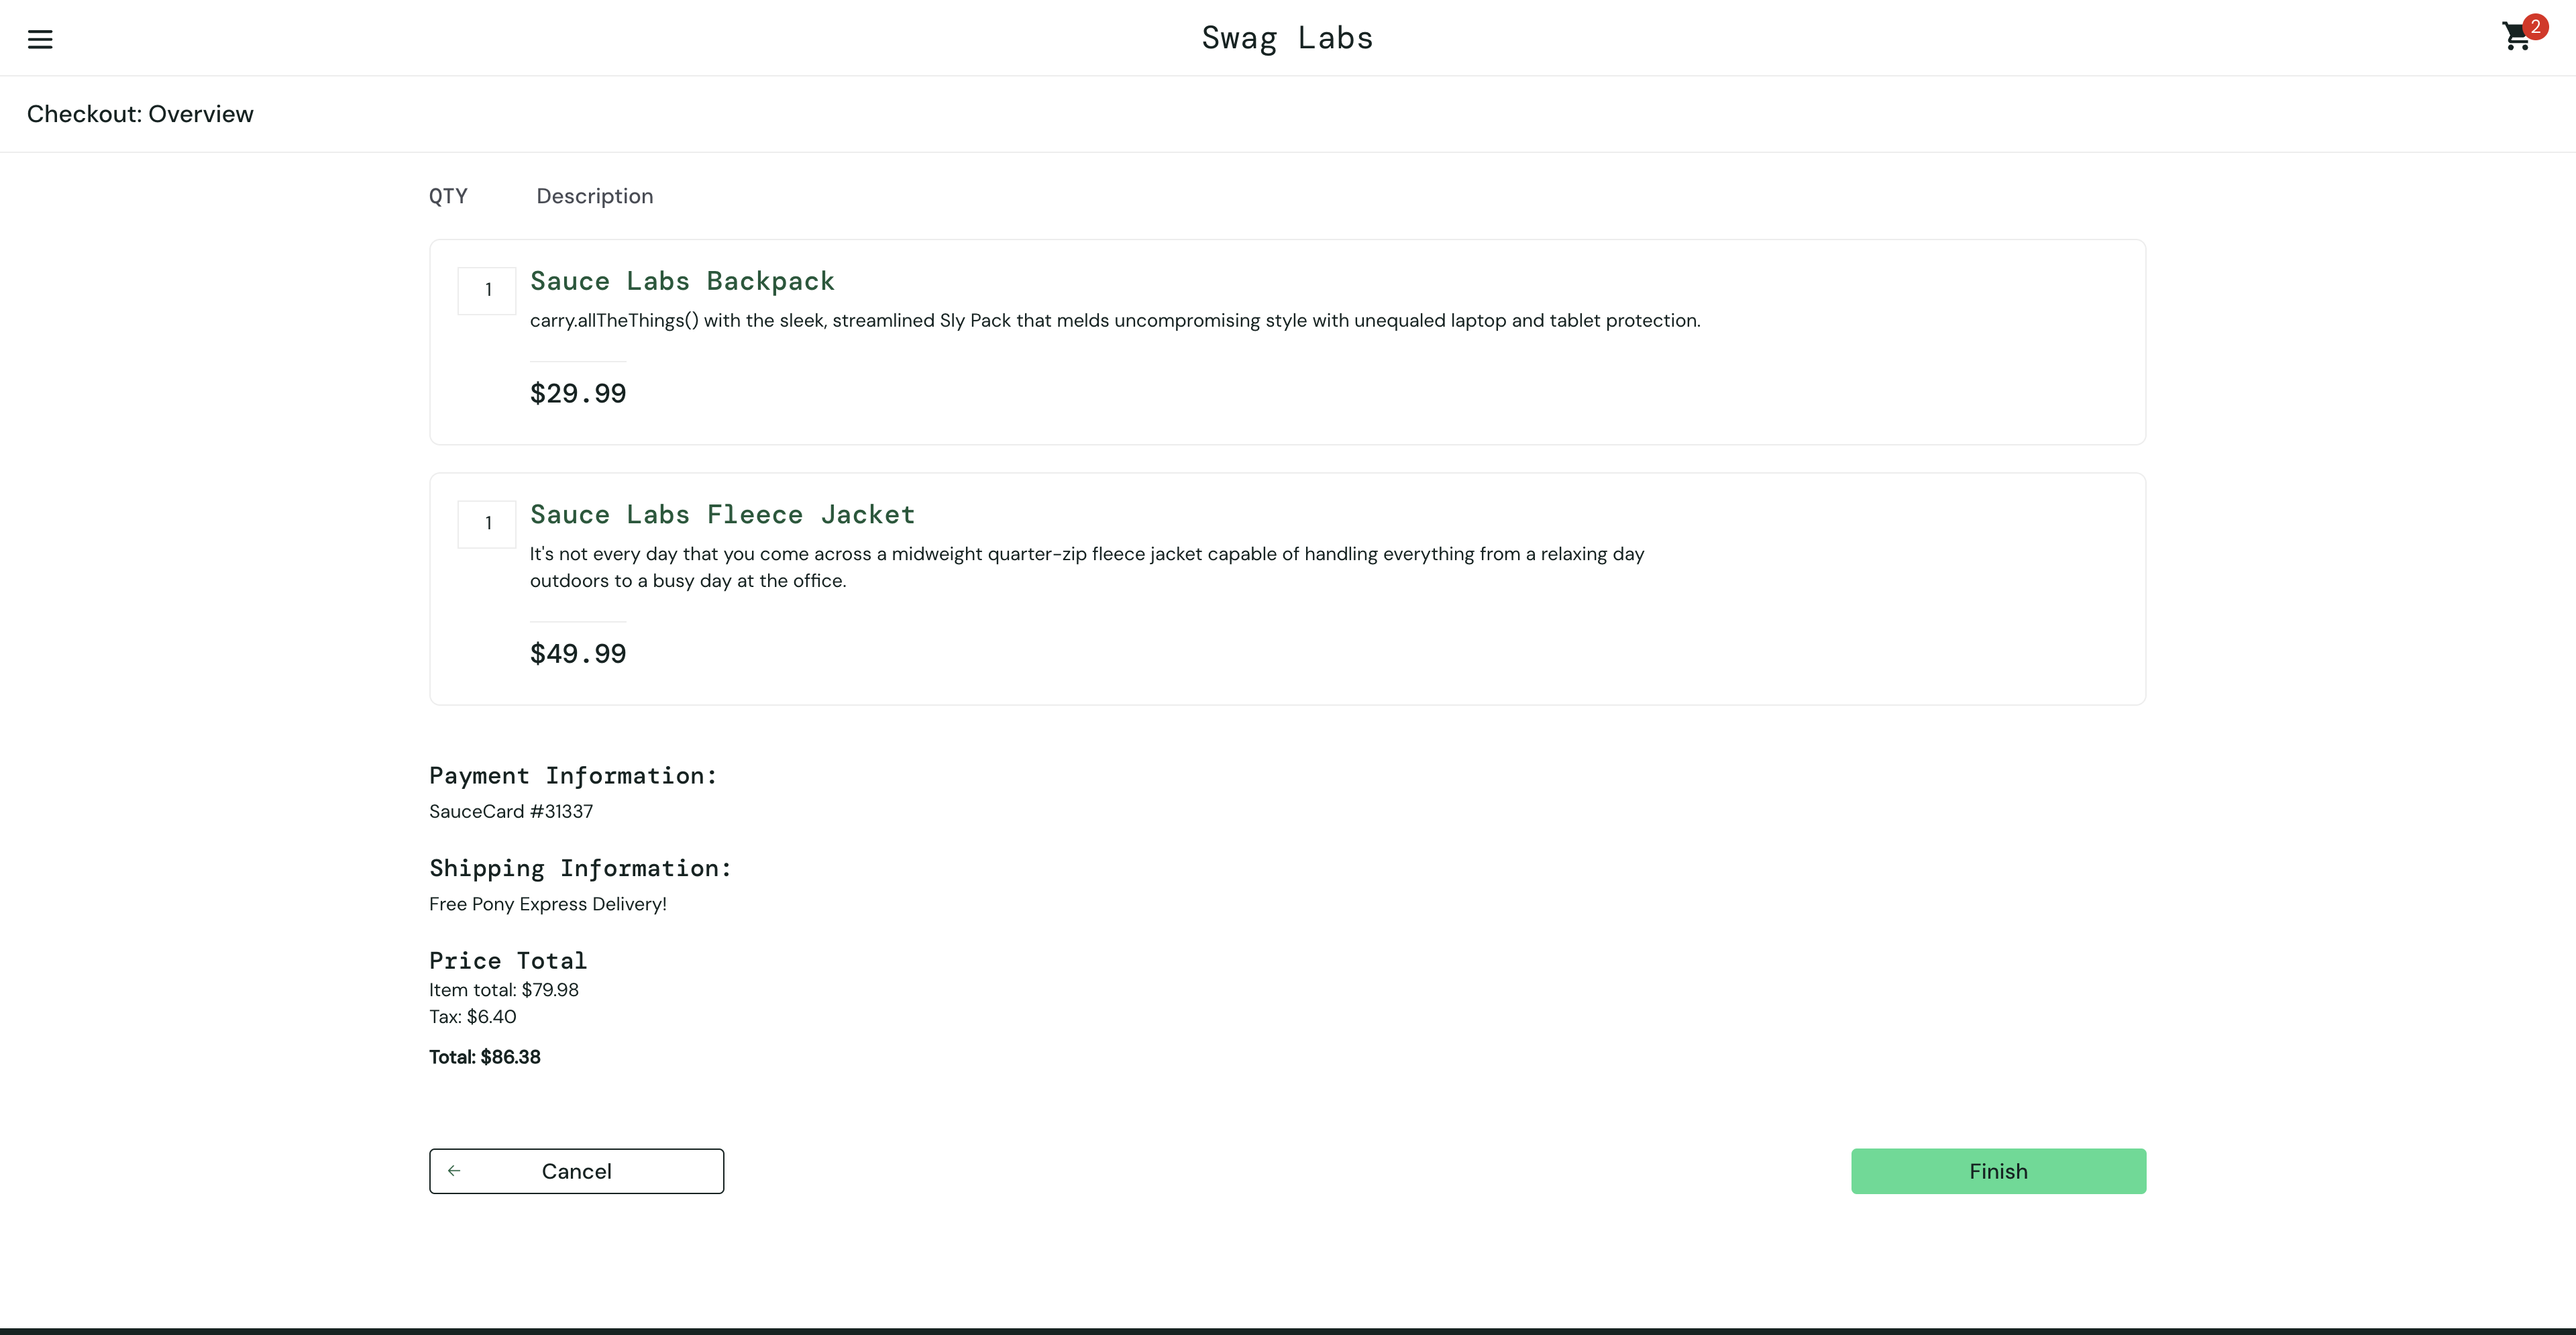 Swag Labs
2
Checkout: Overview
QTY Description
1 Sauce Labs Backpack
carry.allTheThings() with the sleek, streamlined Sly Pack that melds uncompromising style with unequaled laptop and tablet protection.
$29.99
1 Sauce Labs Fleece Jacket
It's not every day that you come across a midweight quarter-zip fleece jacket capable of handling everything from a relaxing day
outdoors to a busy day at the office.
$49.99
Payment Information:
SauceCard #31337
Shipping Information:
Free Pony Express Delivery!
Price Total
Item total: $79.98
Tax: $6.40
Total: $86.38
Cancel
Finish